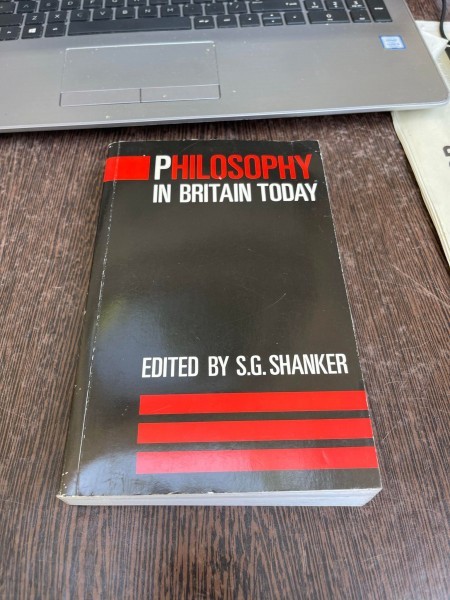 PHILOSOPHY
IN BRITAIN TODAY
EDITED BY S.G. SHANKER